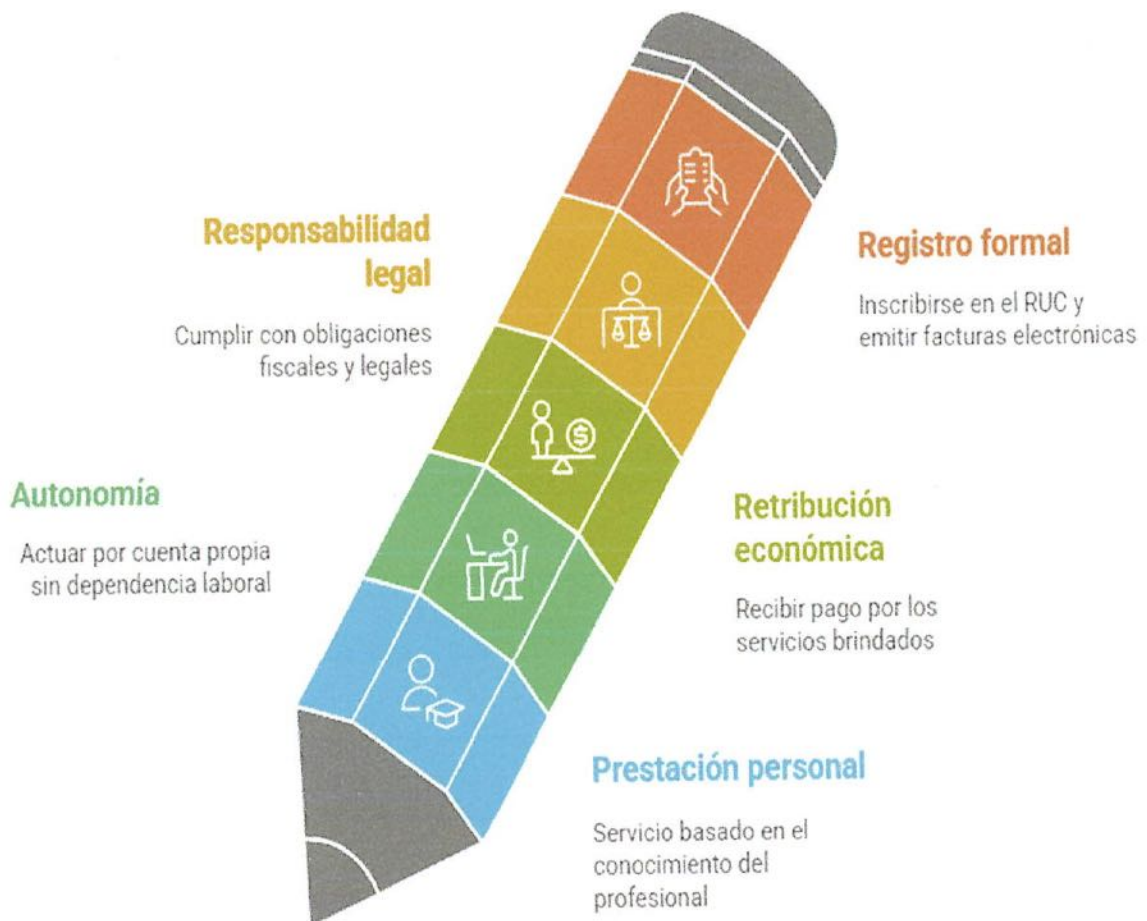 Responsabilidad
legal
Cumplir con obligaciones
fiscales y legales
Registro formal
Inscribirse en el RUC y
emitir facturas electrónicas
Autonomía
Actuar por cuenta propia
sin dependencia laboral
Retribución
económica
Recibir pago por los
servicios brindados
Prestación personal
Servicio basado en el
conocimiento del
profesional